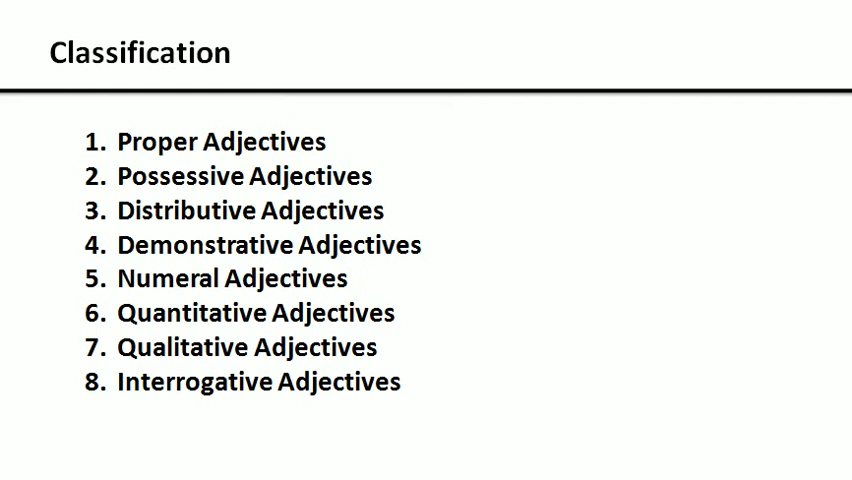 Classification
1. Proper Adjectives
2. Possessive Adjectives
3. Distributive Adjectives
4. Demonstrative Adjectives
5. Numeral Adjectives
6. Quantitative Adjectives
7. Qualitative Adjectives
8. Interrogative Adjectives